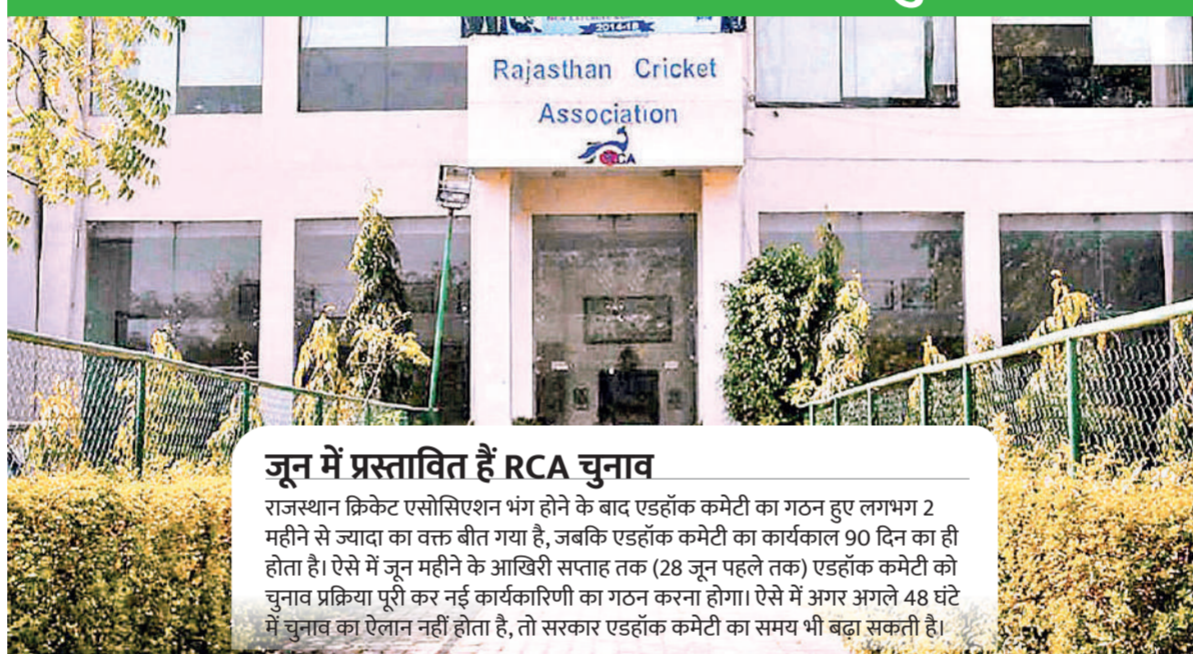 2014-18
Rajasthan Cricket
Association
RCA
जून में प्रस्तावित हैं RCA चुनाव
राजस्थान क्रिकेट एसोसिएशन भंग होने के बाद एडहॉक कमेटी का गठन हुए लगभग 2
महीने से ज्यादा का वक्त बीत गया है, जबकि एडहॉक कमेटी का कार्यकाल 90 दिन का ही
होता है। ऐसे में जून महीने के आखिरी सप्ताह तक (28 जून पहले तक) एडहॉक कमेटी को
चुनाव प्रक्रिया पूरी कर नई कार्यकारिणी का गठन करना होगा। ऐसे में अगर अगले 48 घंटे
में चुनाव का ऐलान नहीं होता है, तो सरकार एडहॉक कमेटी का समय भी बढ़ा सकती है।